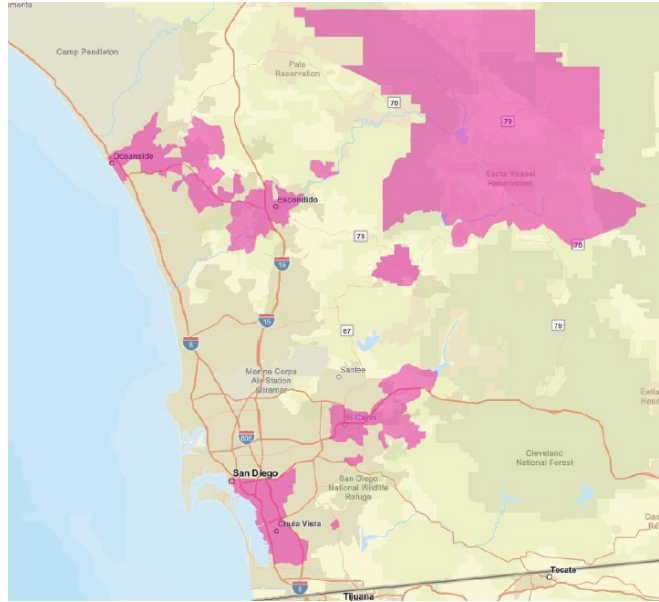 Camp Pendleton
Pala
Reservation
76
79
Oceanside
Santa Ysabel
Reservation
Escondido
78
78
15
79
15
67
5
Santee
Marine Corps
Air Station
Miramar
El Cajon
805
Cleveland
National Forest
San Diego
San Diego
National Wildlife
Refuge
Chula Vista
5
Tecate
Tijuana